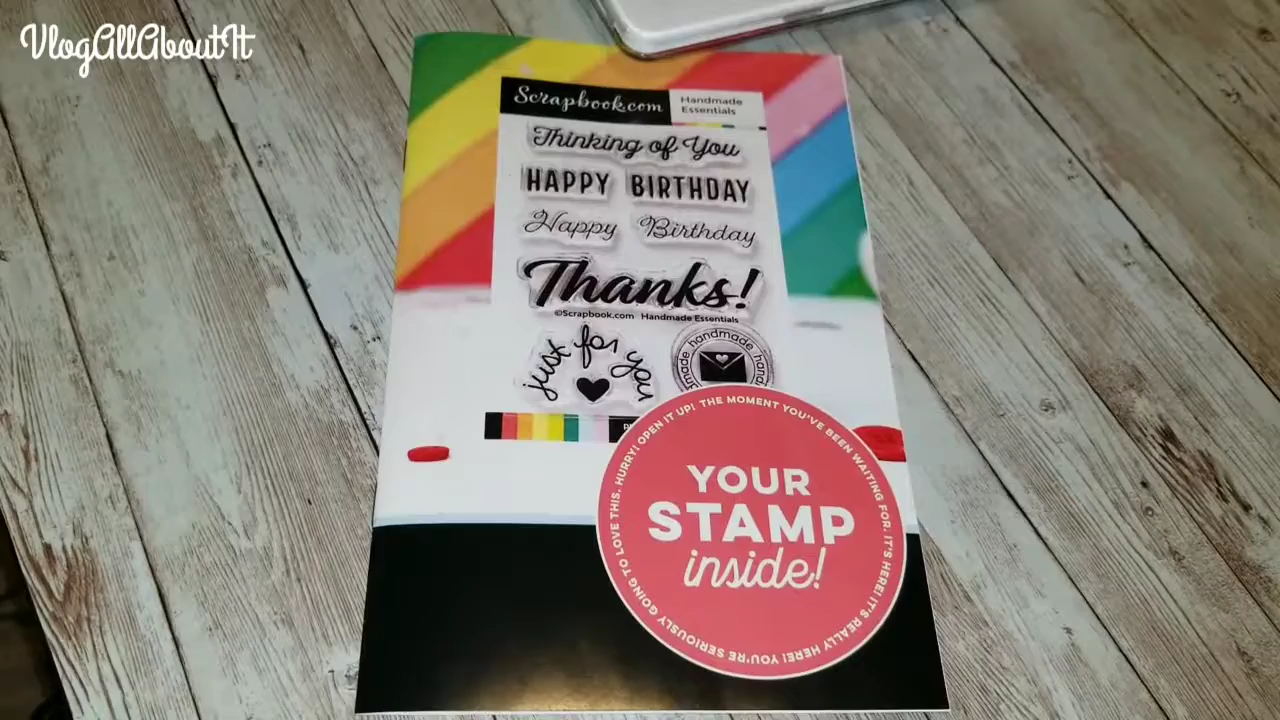 VlogAllAboutIt
Scrapbook.com
Handmade
Essentials
Thinking of You
HAPPY BIRTHDAY
Happy Birthday
Thanks!
©Scrapbook.com Handmade Essentials
just for you
handmade
YOUR
STAMP
inside!
OPEN IT UP! THE MOMENT YOU'VE BEEN WAITING FOR. IT'S HERE! IT'S REALLY HERE! YOU'RE SERIOUSLY GOING TO LOVE THIS. HURRY!